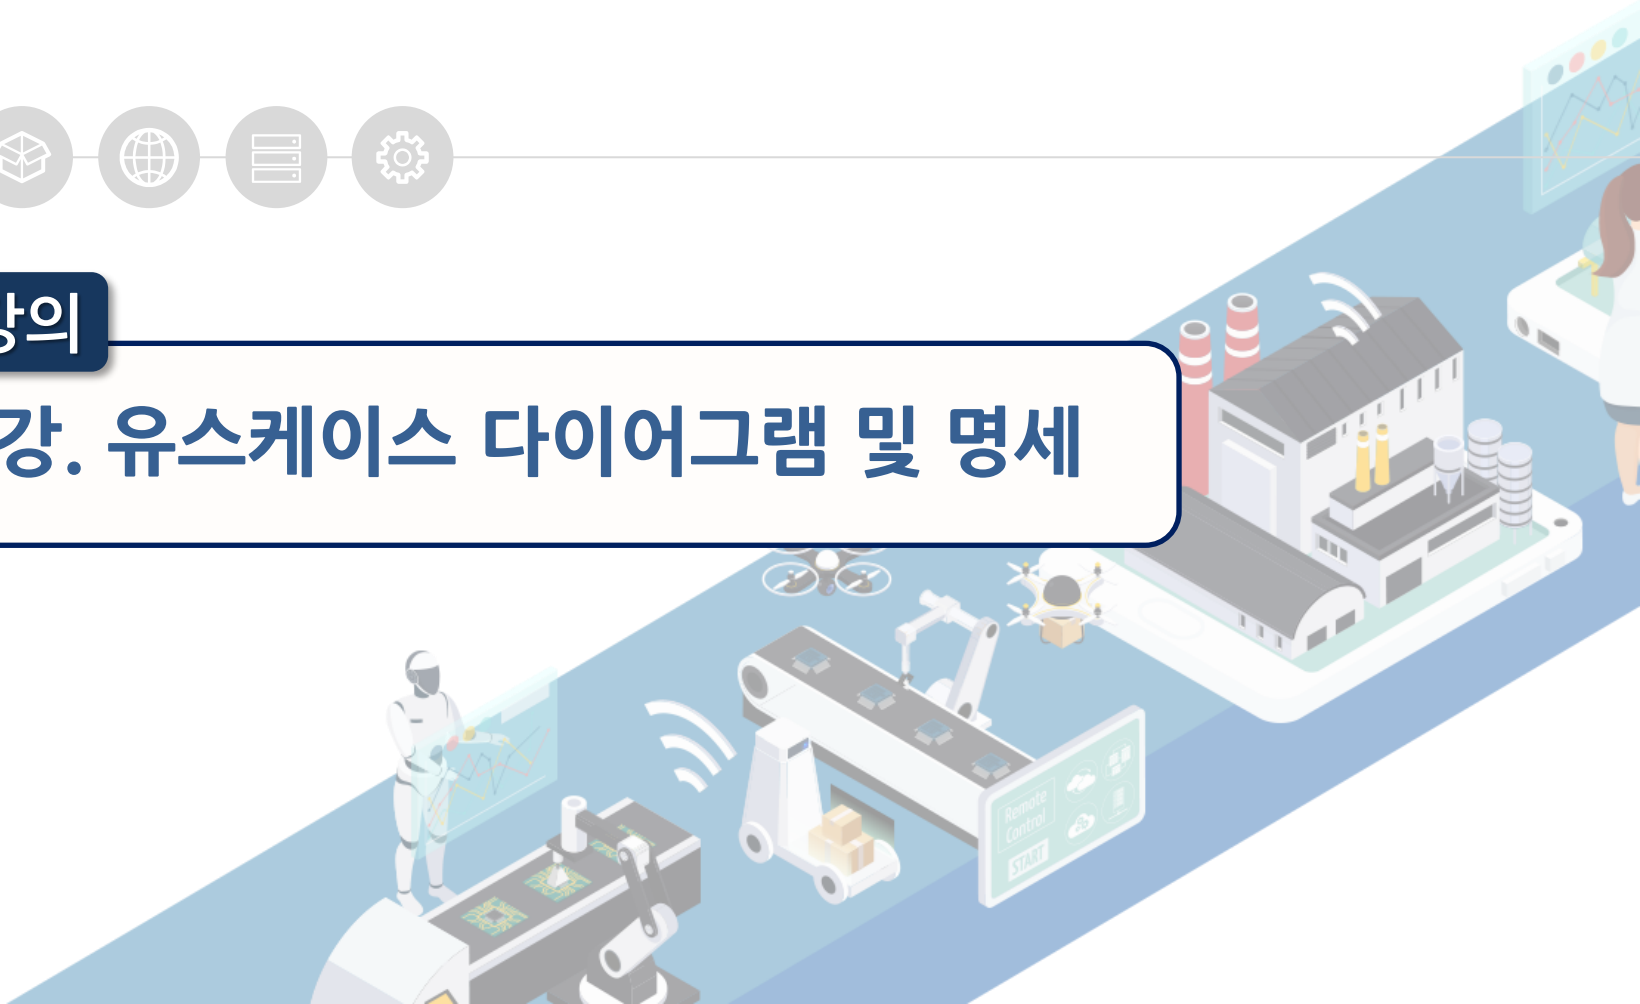 강의
강. 유스케이스 다이어그램 및 명세
Remote
Control
START